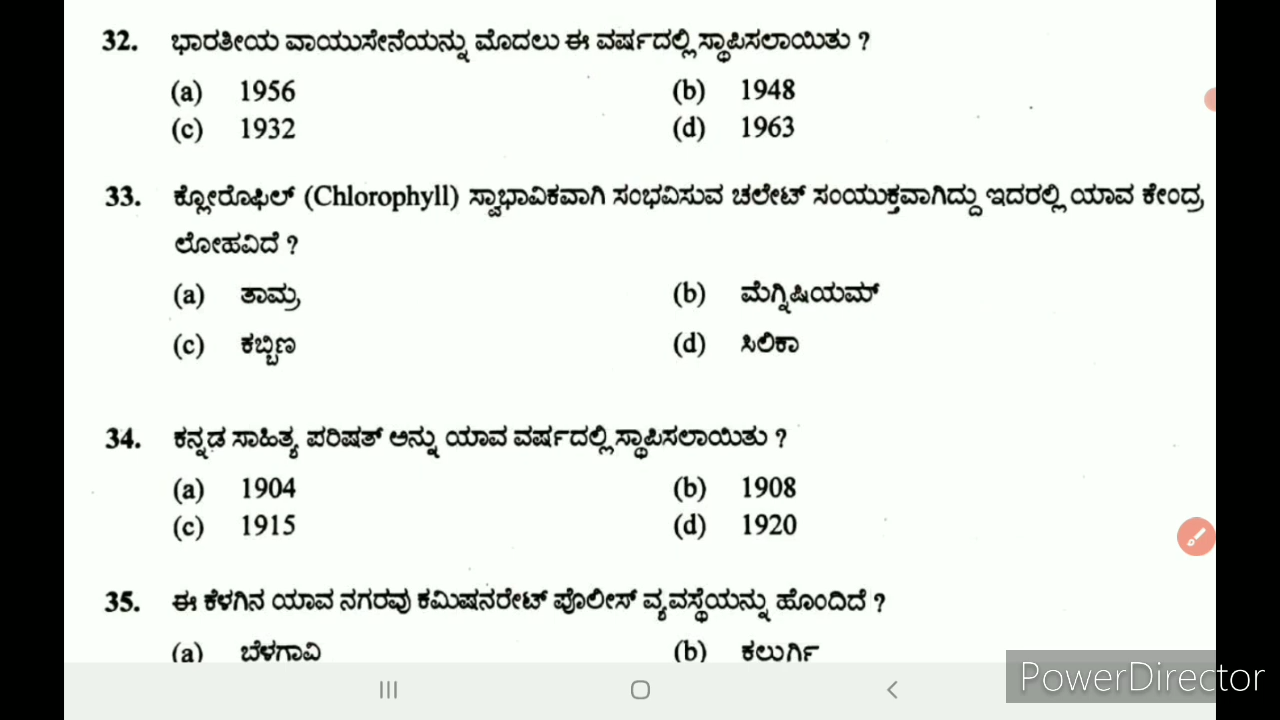 32. ಭಾರತೀಯ ವಾಯುಸೇನೆಯನ್ನು ಮೊದಲು ಈ ವರ್ಷದಲ್ಲಿ ಸ್ಥಾಪಿಸಲಾಯಿತು ?
(a) 1956 (b) 1948
(c) 1932 (d) 1963
33. ಕ್ಲೋರೊಫಿಲ್ (Chlorophyll) ಸ್ವಾಭಾವಿಕವಾಗಿ ಸಂಭವಿಸುವ ಚಲೇಟ್ ಸಂಯುಕ್ತವಾಗಿದ್ದು ಇದರಲ್ಲಿ ಯಾವ ಕೇಂದ್ರ
ಲೋಹವಿದೆ ?
(a) ತಾಮ್ರ (b) ಮೆಗ್ನಿಷಿಯಮ್
(c) ಕಬ್ಬಿಣ (d) ಸಿಲಿಕಾ
34. ಕನ್ನಡ ಸಾಹಿತ್ಯ ಪರಿಷತ್ ಅನ್ನು ಯಾವ ವರ್ಷದಲ್ಲಿ ಸ್ಥಾಪಿಸಲಾಯಿತು ?
(a) 1904 (b) 1908
(c) 1915 (d) 1920
35. ಈ ಕೆಳಗಿನ ಯಾವ ನಗರವು ಕಮಿಷನರೇಟ್ ಪೊಲೀಸ್ ವ್ಯವಸ್ಥೆಯನ್ನು ಹೊಂದಿದೆ ?
(a) ಬೆಳಗಾವಿ (b) ಕಲುರ್ಗಿ
PowerDirector